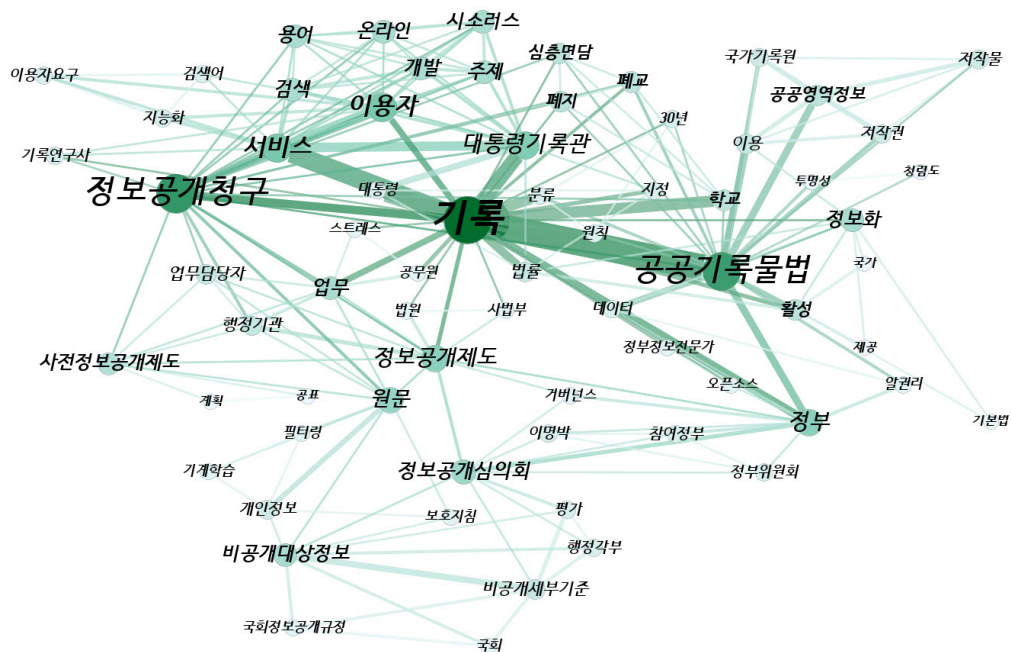 시소러스
용어
온라인
심층면담
국가기록원
저작물
이용자요구
검색어
개발
주제
검색
폐교
공공영역정보
이용자
폐지
지능화
30년
저작권
서비스
대통령기록관
이용
기록연구사
정보공개청구
대통령
분류
지정
투명성
청렴도
학교
기록
스트레스
원칙
정보화
업무담당자
업무
공무원
법률
공공기록물법
국가
법원
사법부
데이터
활성
행정기관
정부정보전문가
제공
사전정보공개제도
정보공개제도
오픈소스
알권리
계획
공표
원문
거버넌스
정부
기본법
필터링
이명박
참여정부
기계학습
정보공개심의회
정부위원회
개인정보
보호지침
평가
비공개대상정보
행정각부
비공개세부기준
국회정보공개규정
국회